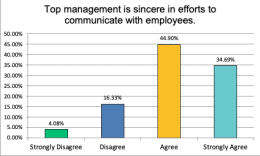 Top management is sincere in efforts to
communicate with employees.
50.00%
45.00%
40.00%
35.00%
30.00%
25.00%
20.00%
15.00%
10.00%
5.00%
0.00%
4.08%
16.33%
44.90%
34.69%
Strongly Disagree
Disagree
Agree
Strongly Agree